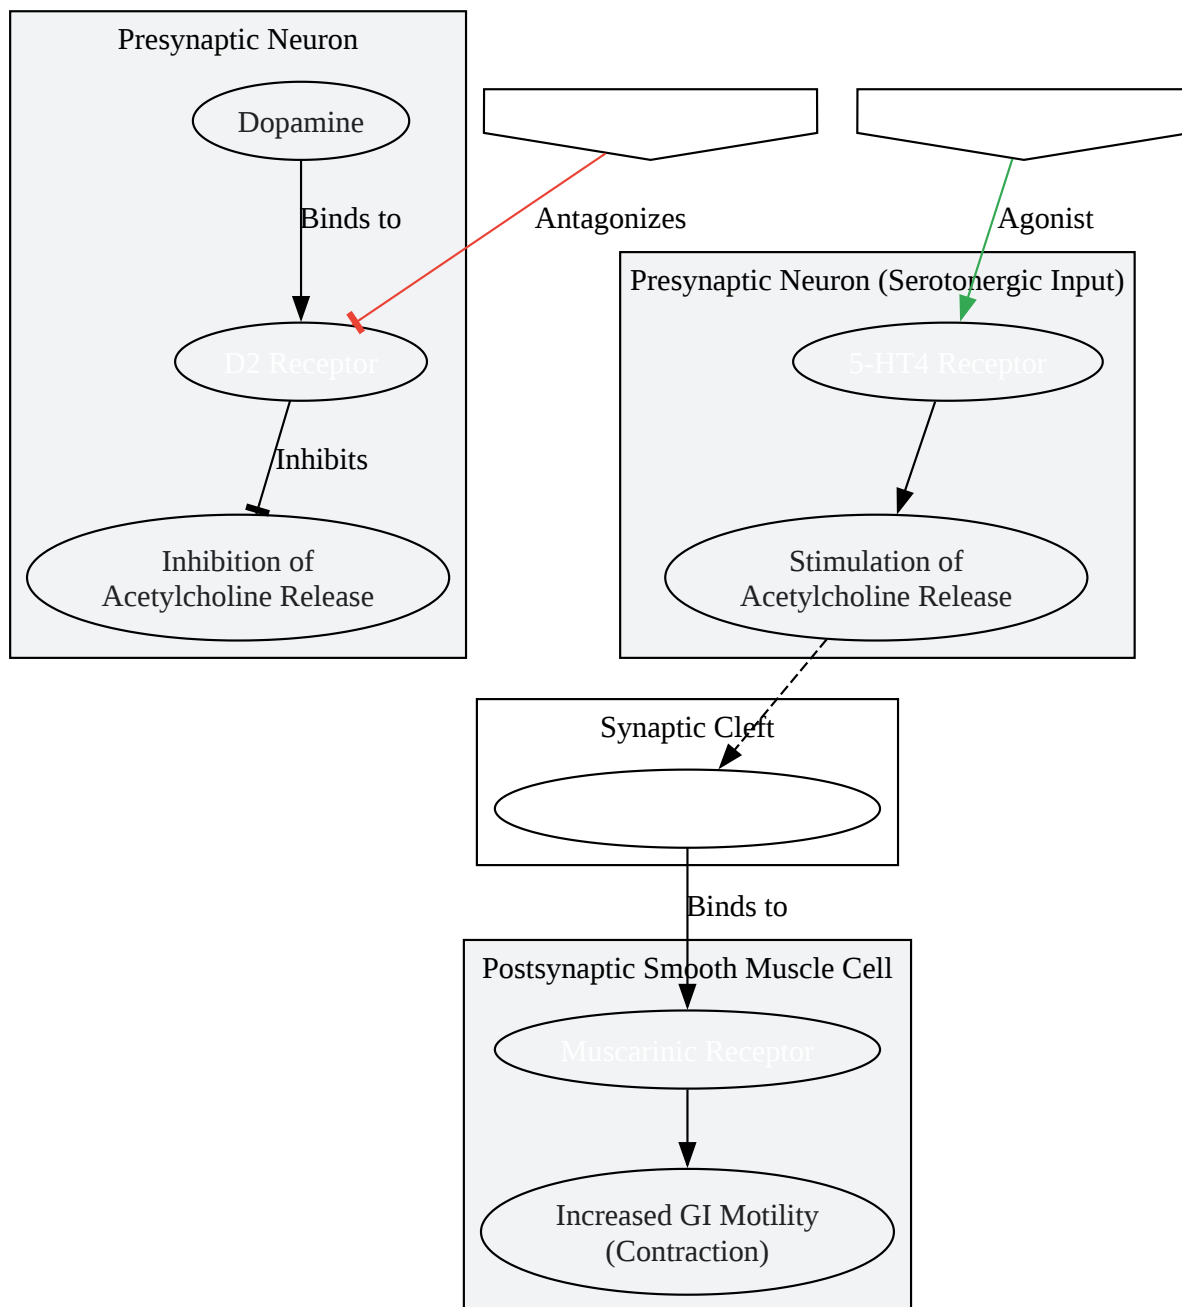 Presynaptic Neuron
Dopamine
Binds to
Antagonizes
Agonist
Presynaptic Neuron (Serotonergic Input)
D2 Receptor
5-HT4 Receptor
Inhibits
Inhibition of
Acetylcholine Release
Stimulation of
Acetylcholine Release
Synaptic Cleft
Binds to
Postsynaptic Smooth Muscle Cell
Muscarinic Receptor
Increased GI Motility
(Contraction)